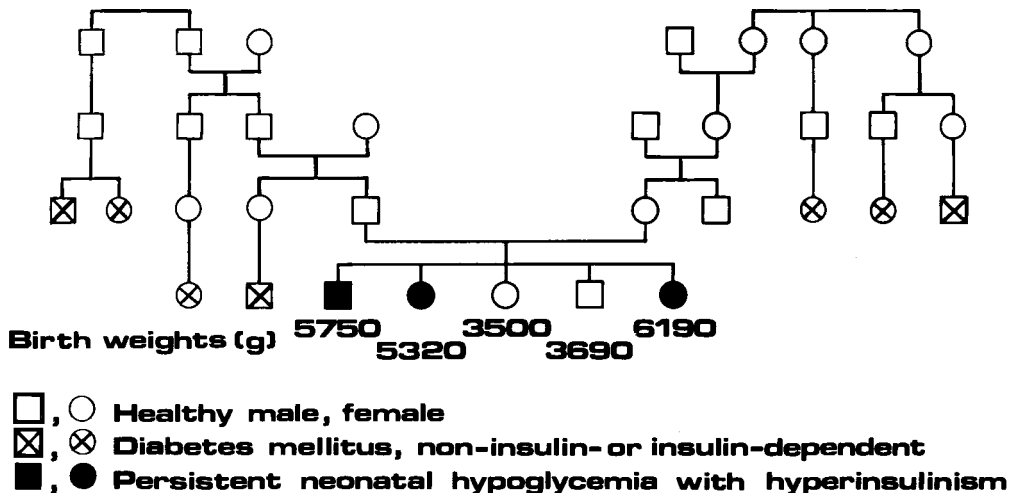 Birth weights (g) 5750 5320 3500 3690 6190
☐, ○ Healthy male, female
☒, ⊗ Diabetes mellitus, non-insulin- or insulin-dependent
■, ● Persistent neonatal hypoglycemia with hyperinsulinism